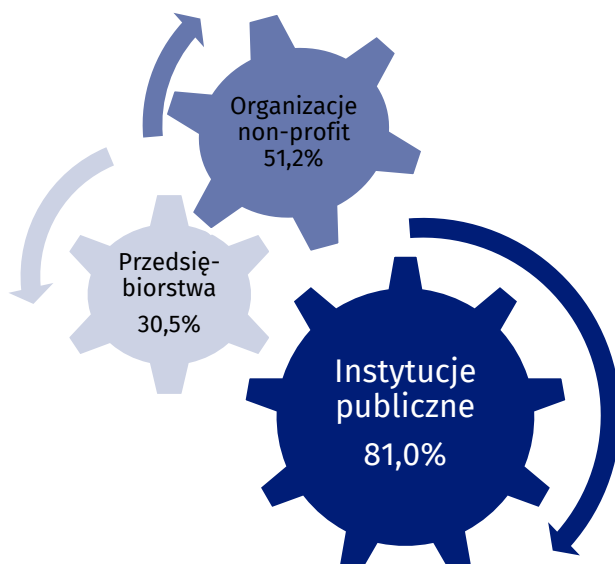 Organizacje
non-profit
51,2%
Przedsię-
biorstwa
30,5%
Instytucje
publiczne
81,0%